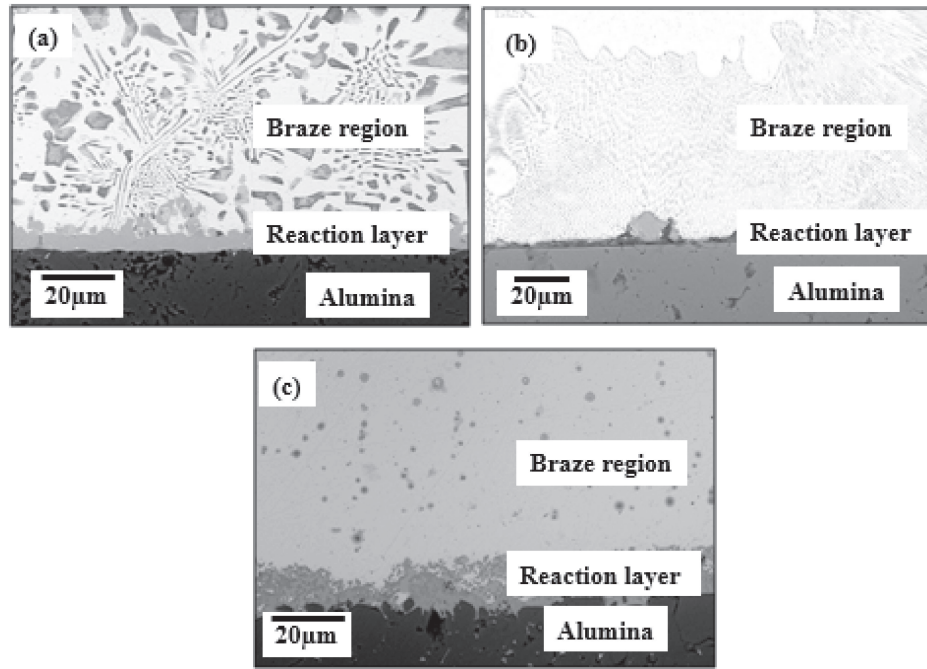 (a)
Braze region
Reaction layer
20μm
Alumina
(b)
Braze region
Reaction layer
20μm
Alumina
(c)
Braze region
Reaction layer
20μm
Alumina